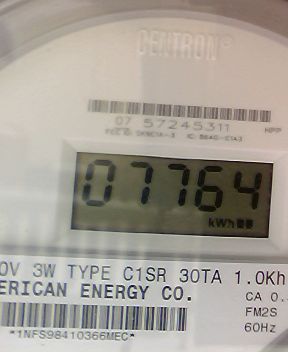 CENTRON®
07 57245311 HPP
07764
kWh
0V 3W TYPE C1SR 30TA 1.0Kh
ERICAN ENERGY CO.
CA 0.
FM2S
60Hz
*1NFS98410366MEC*